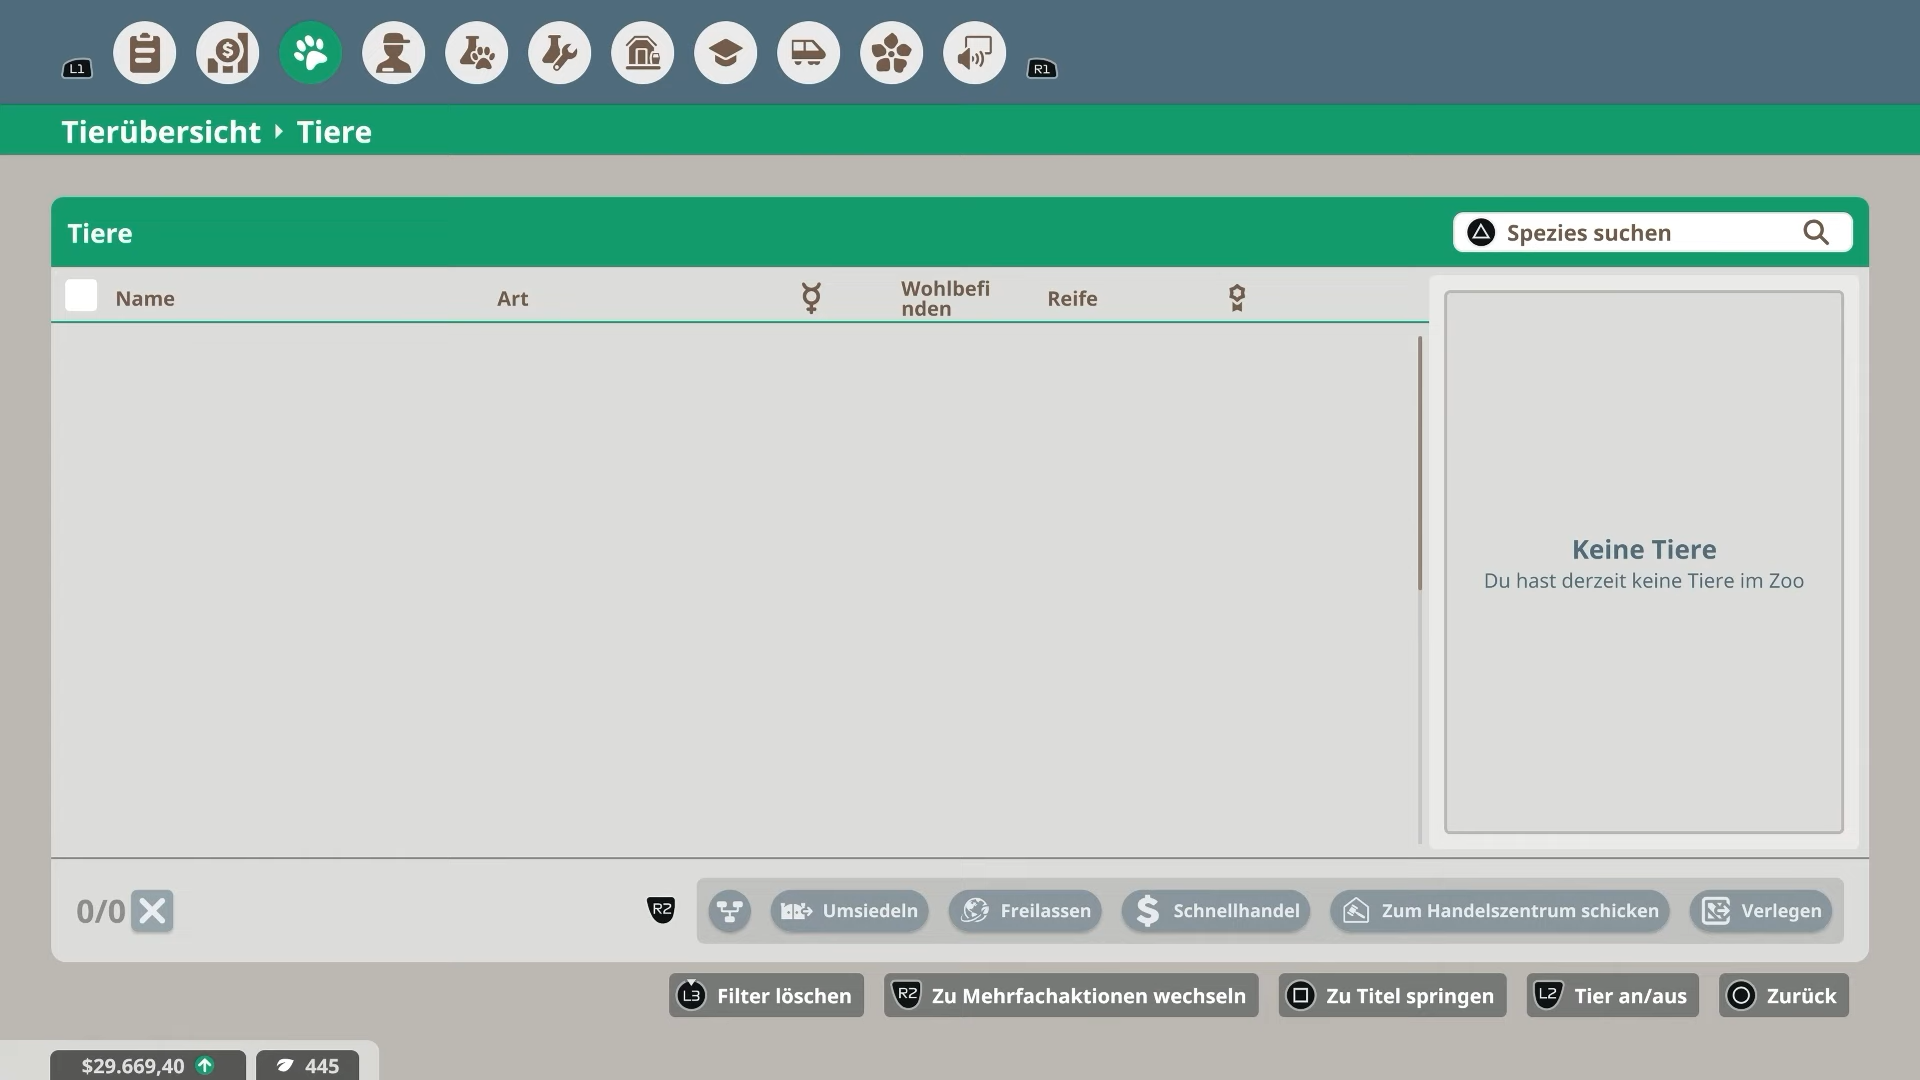 L1
R1
Tierübersicht Tiere
Tiere
Spezies suchen
Name Art Wohlbefi
nden Reife
Keine Tiere
Du hast derzeit keine Tiere im Zoo
0/0
R2
Umsiedeln
Freilassen
Schnellhandel
Zum Handelszentrum schicken
Verlegen
L3 Filter löschen
R2 Zu Mehrfachaktionen wechseln
Zu Titel springen
L2 Tier an/aus
Zurück
$29.669,40
445